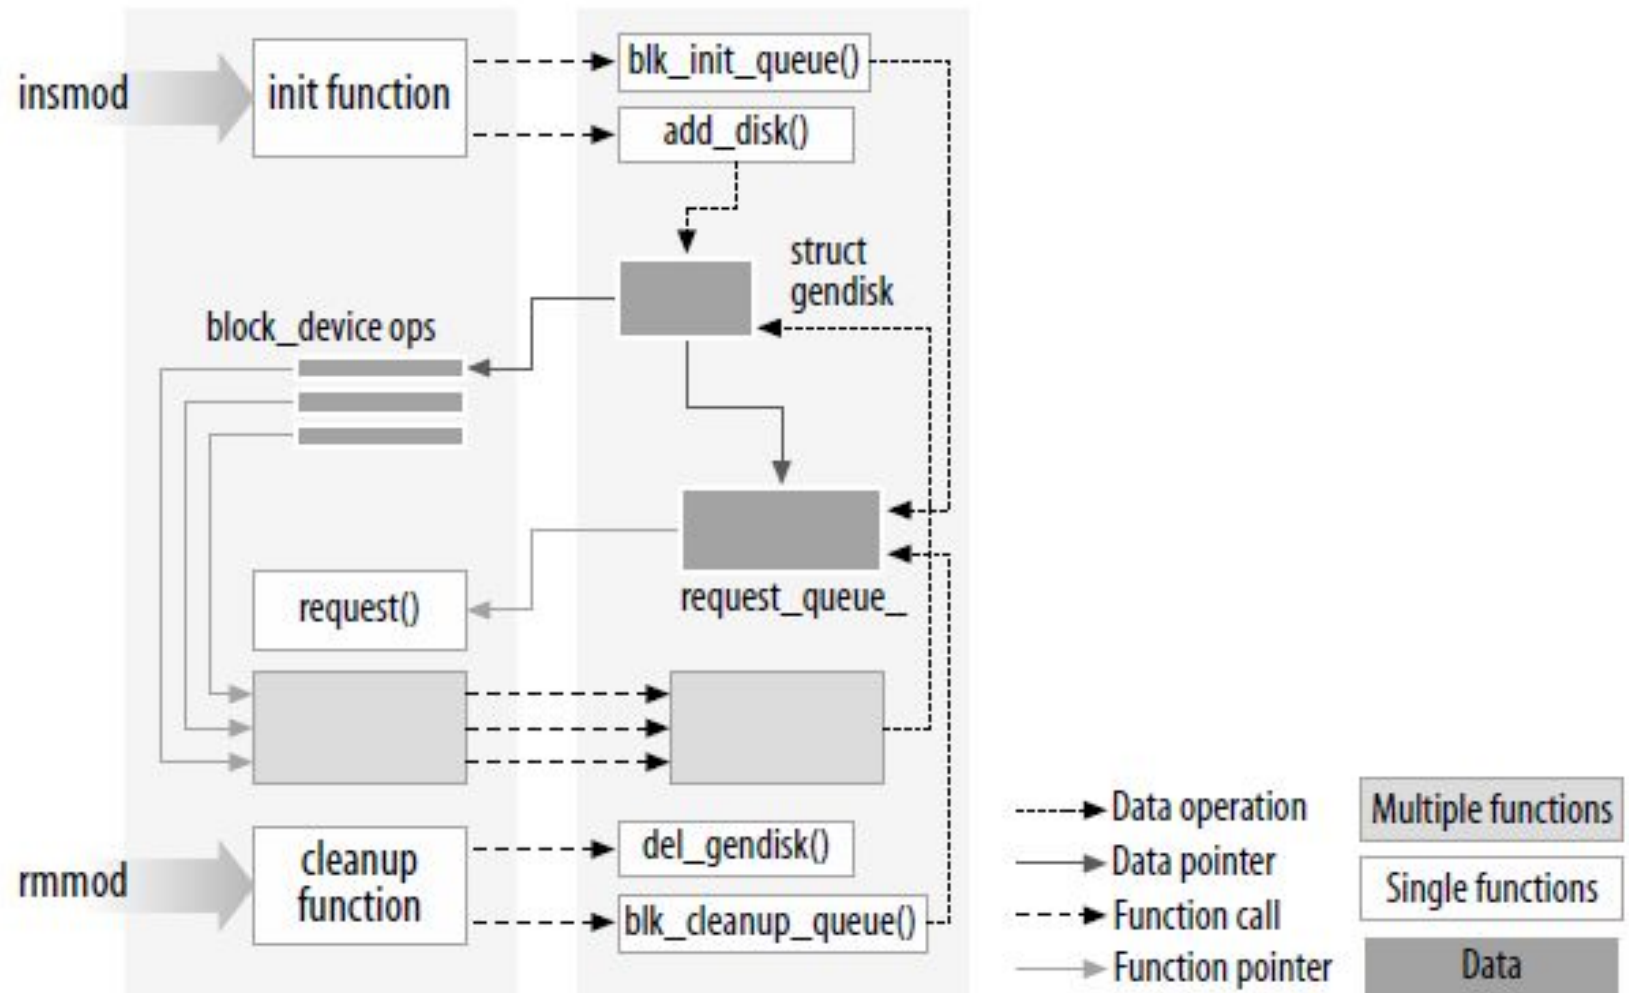 insmod
init function
blk_init_queue()
add_disk()
struct
gendisk
block_device ops
request()
request_queue_
rmmod
cleanup
function
del_gendisk()
blk_cleanup_queue()
Data operation
Data pointer
Function call
Function pointer
Multiple functions
Single functions
Data